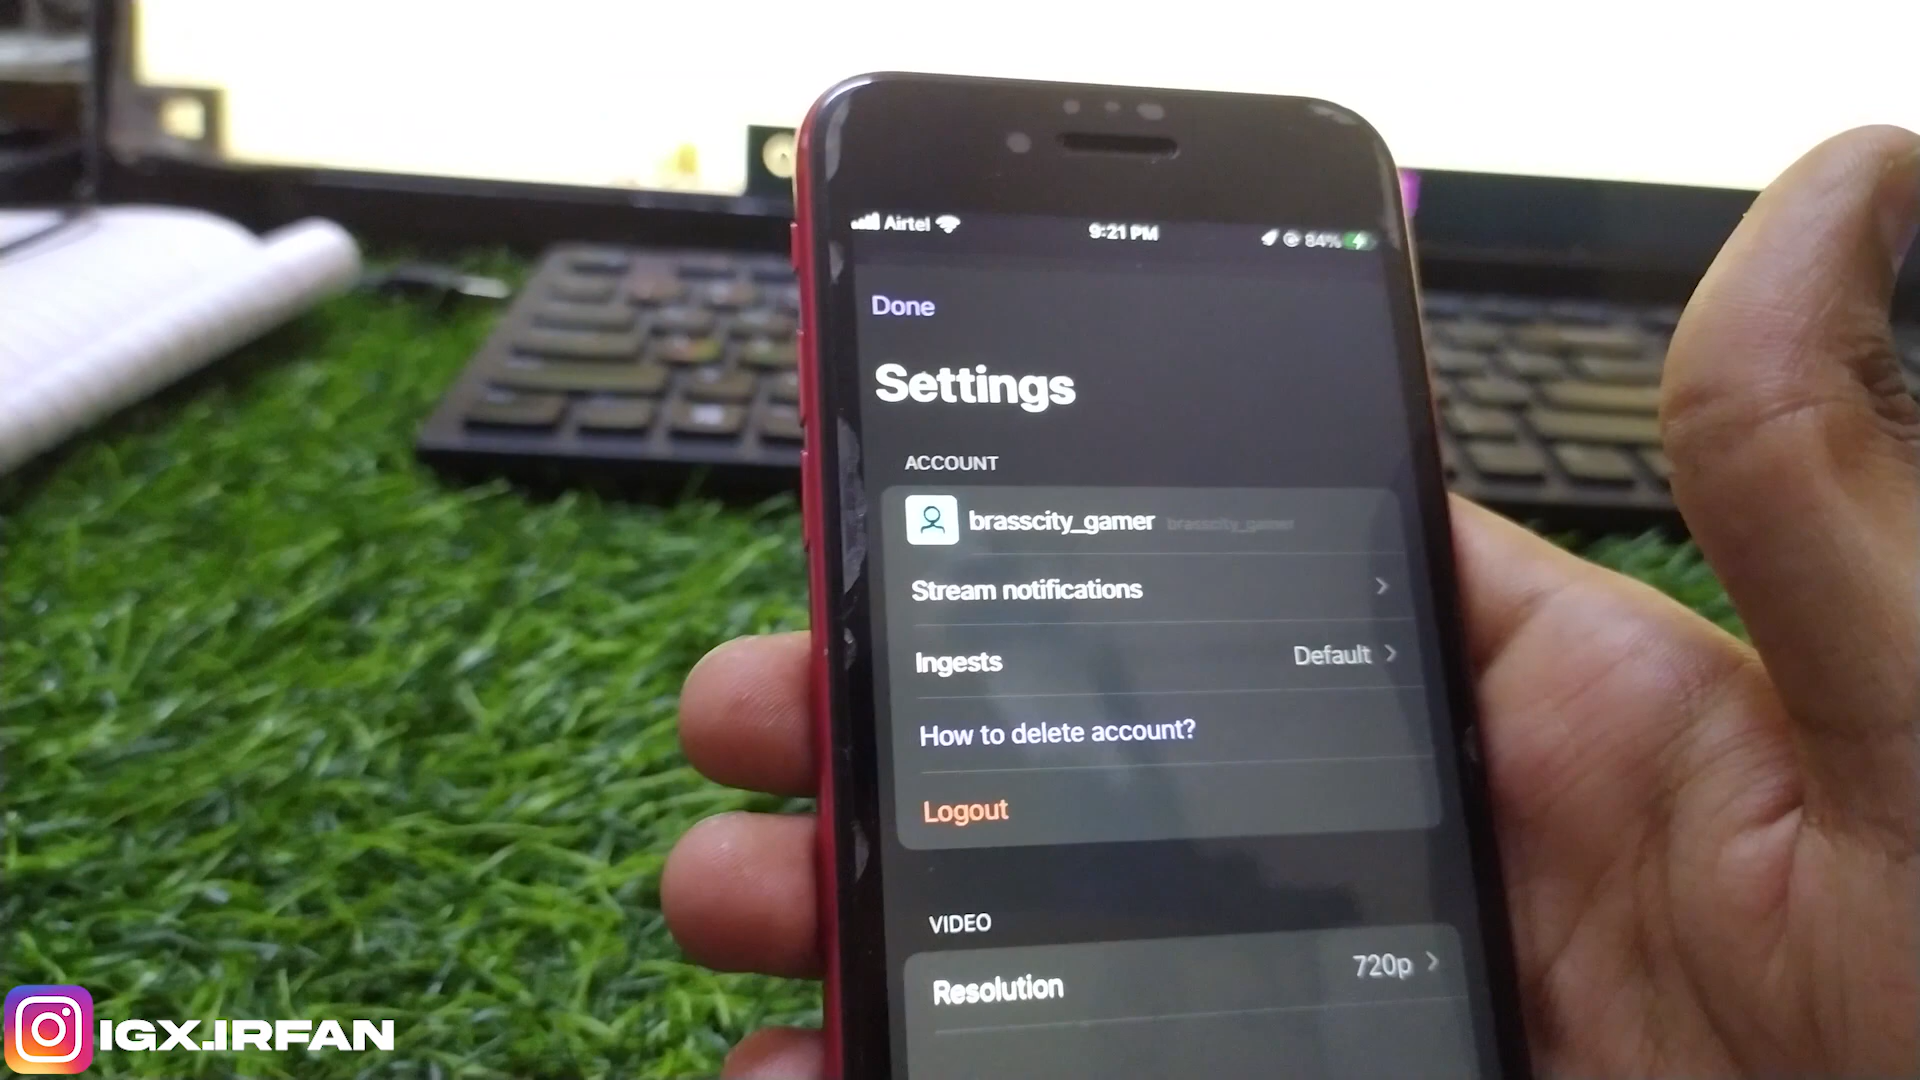 Airtel 9:21 PM 84%
Done
Settings
ACCOUNT
brasscity_gamer brasscity_gamer
Stream notifications
Ingests Default
How to delete account?
Logout
VIDEO
Resolution 720p
IGX.IRFAN